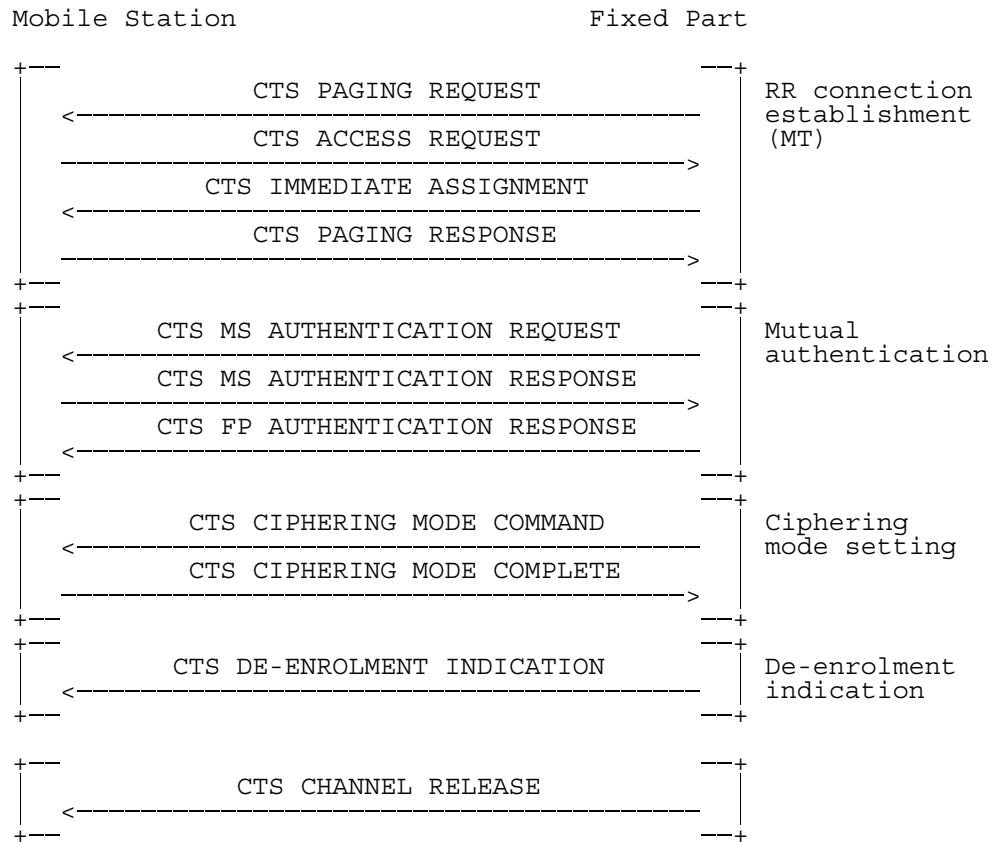 Mobile Station Fixed Part
CTS PAGING REQUEST RR connection
establishment
CTS ACCESS REQUEST (MT)
CTS IMMEDIATE ASSIGNMENT
CTS PAGING RESPONSE
CTS MS AUTHENTICATION REQUEST Mutual
authentication
CTS MS AUTHENTICATION RESPONSE
CTS FP AUTHENTICATION RESPONSE
CTS CIPHERING MODE COMMAND Ciphering
mode setting
CTS CIPHERING MODE COMPLETE
CTS DE-ENROLMENT INDICATION De-enrolment
indication
CTS CHANNEL RELEASE